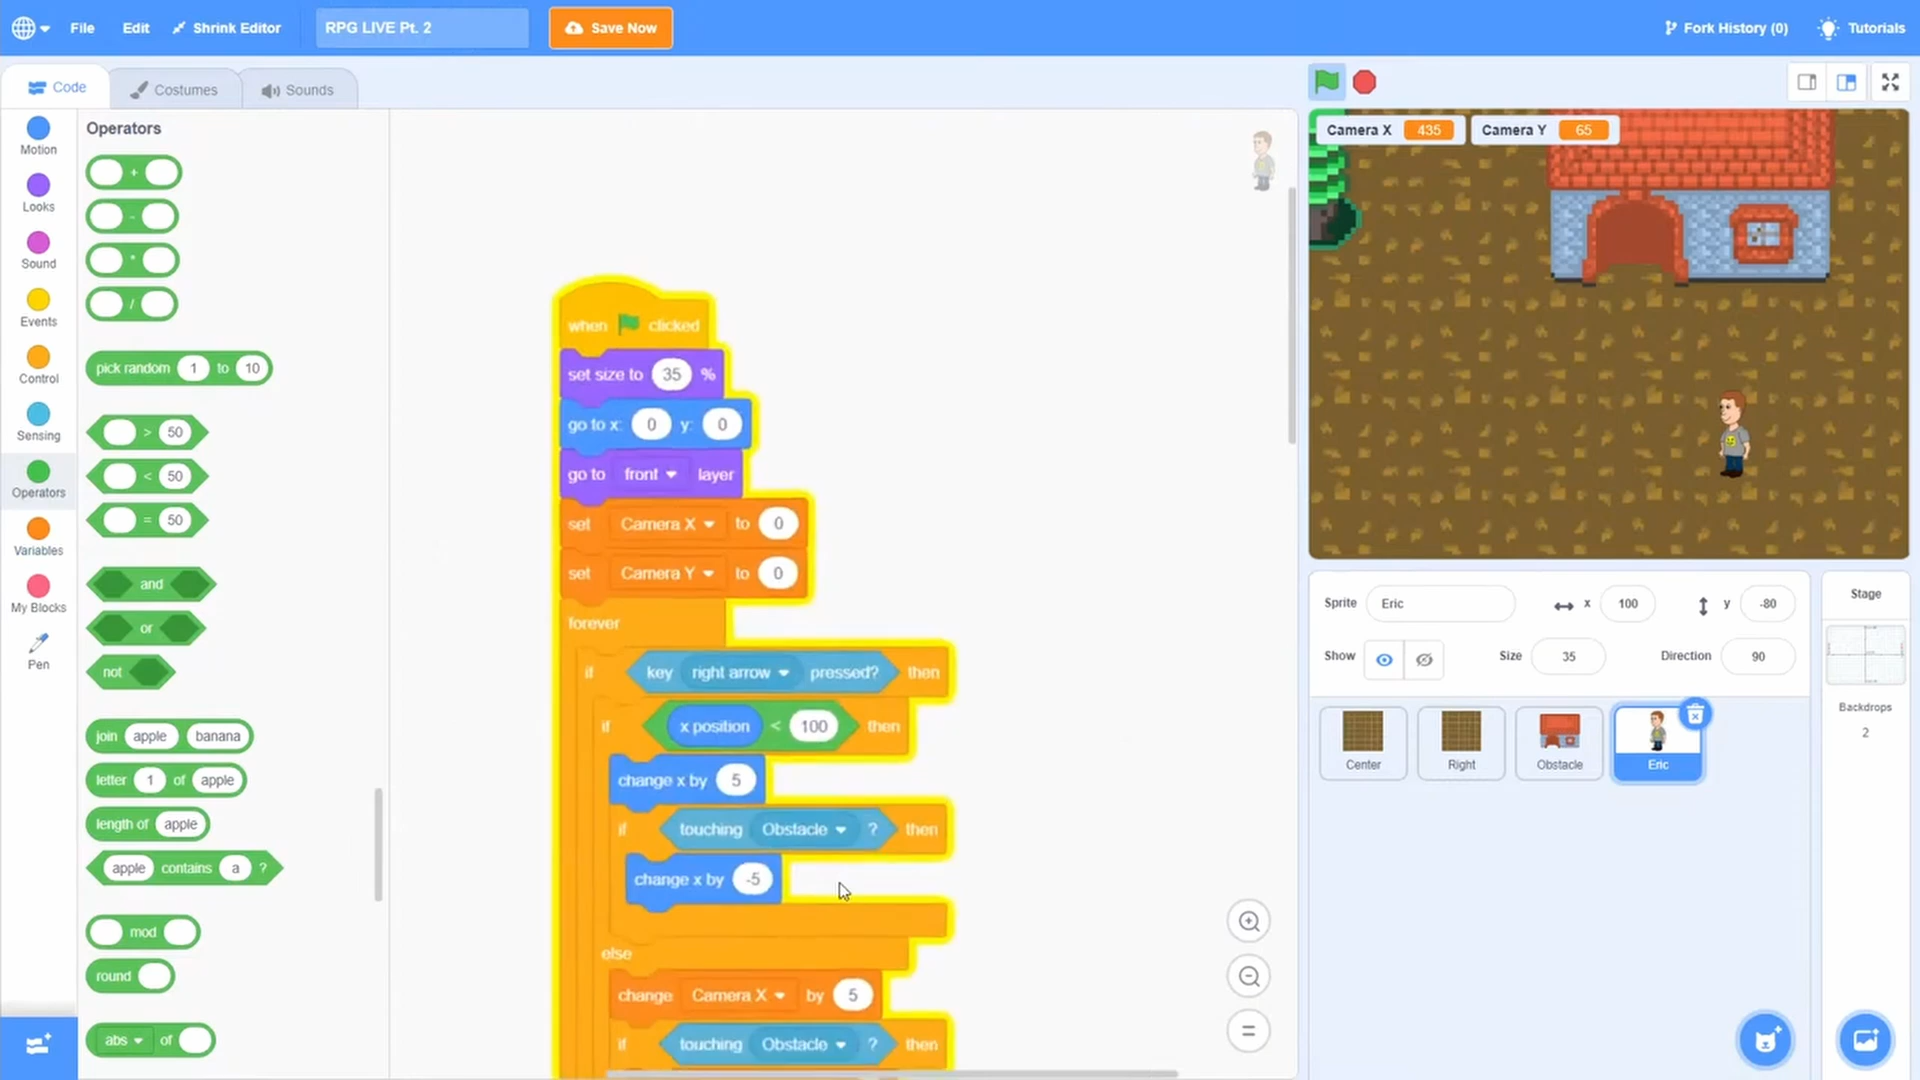 File Edit Shrink Editor RPG LIVE Pt. 2 Save Now Fork History (0) Tutorials
Code Costumes Sounds
Motion
Looks
Sound
Events
Control
Sensing
Operators
Variables
My Blocks
Pen
Operators
+
-
*
/
pick random 1 to 10
> 50
< 50
= 50
and
or
not
join apple banana
letter 1 of apple
length of apple
apple contains a ?
mod
round
abs of
when clicked
set size to 35 %
go to x: 0 y: 0
go to front layer
set Camera X to 0
set Camera Y to 0
forever
if key right arrow pressed? then
if x position < 100 then
change x by 5
if touching Obstacle ? then
change x by -5
else
change Camera X by 5
if touching Obstacle ? then
Camera X 435 Camera Y 65
Sprite Eric x 100 y -80
Show Size 35 Direction 90
Center Right Obstacle Eric
Stage
Backdrops
2